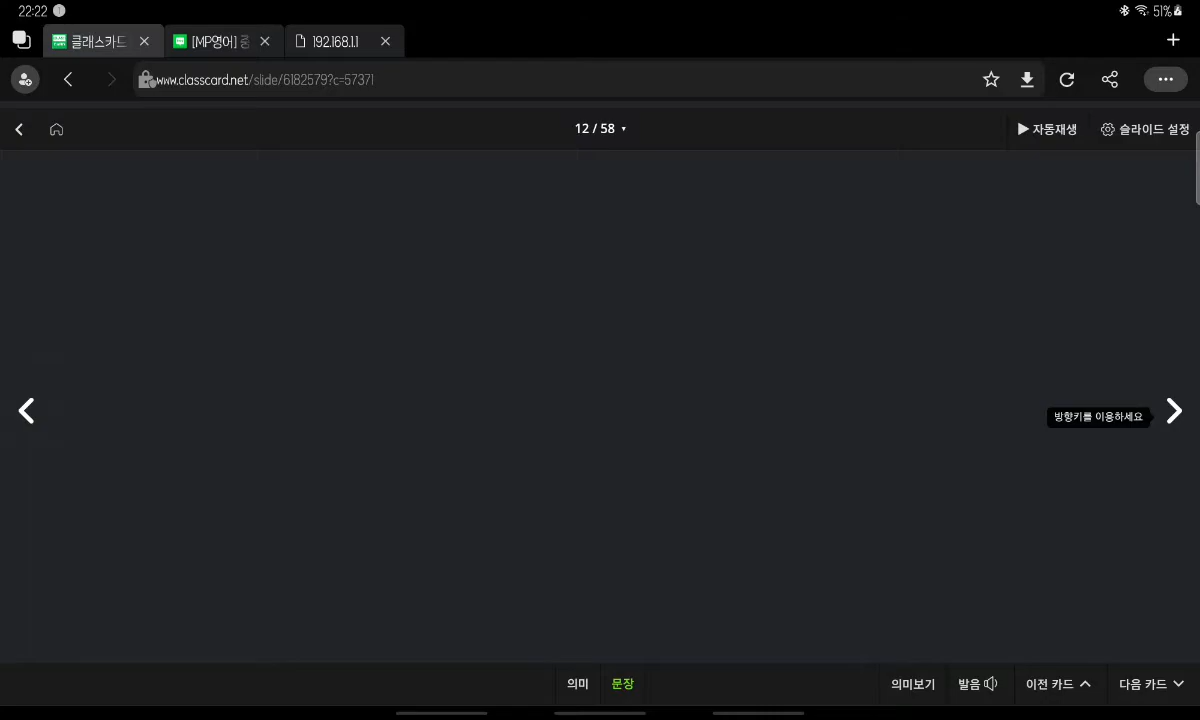 22:22
51%
클래스카드
[MP영어] 중
192.168.1.1
www.classcard.net/slide/6182579?c=57371
12 / 58
자동재생
슬라이드 설정
방향키를 이용하세요
의미 문장 의미보기 발음 이전 카드 다음 카드